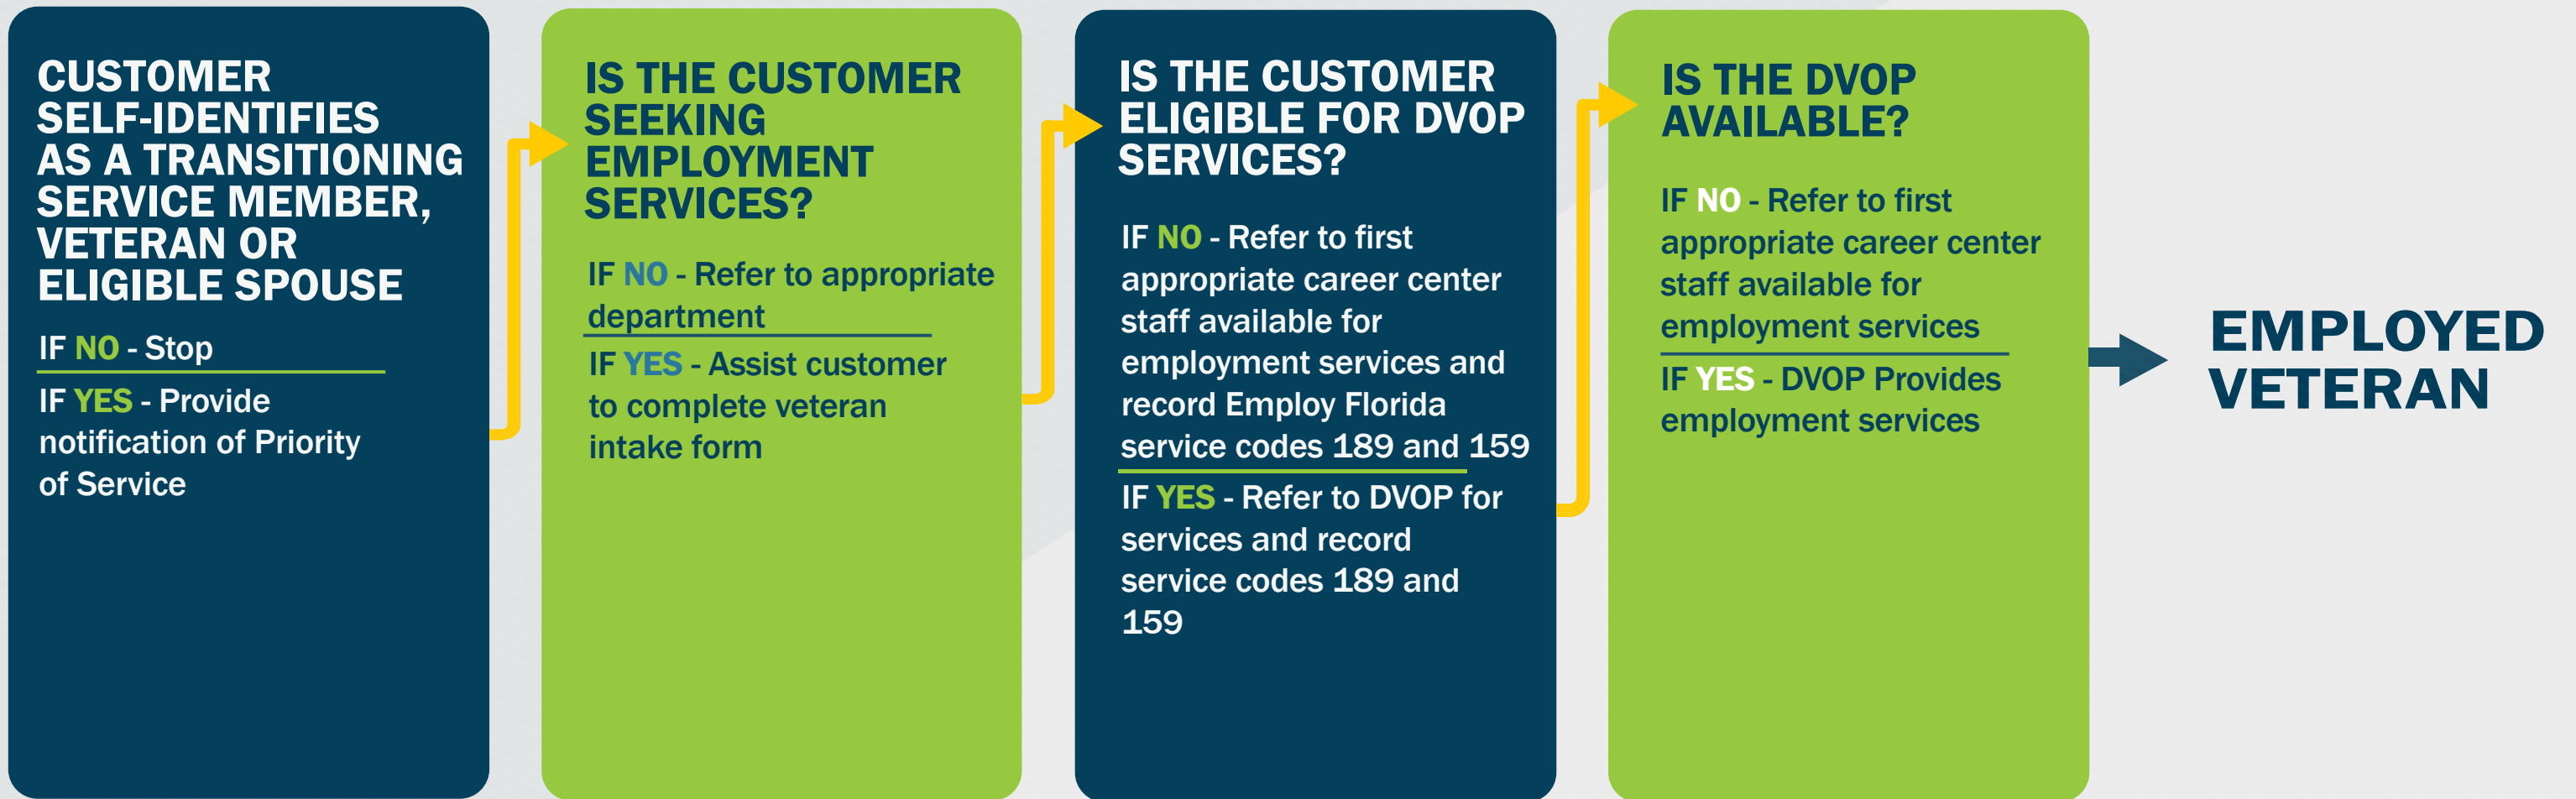 CUSTOMER
SELF-IDENTIFIES
AS A TRANSITIONING
SERVICE MEMBER,
VETERAN OR
ELIGIBLE SPOUSE
IF NO - Stop
IF YES - Provide
notification of Priority
of Service
IS THE CUSTOMER
SEEKING
EMPLOYMENT
SERVICES?
IF NO - Refer to appropriate
department
IF YES - Assist customer
to complete veteran
intake form
IS THE CUSTOMER
ELIGIBLE FOR DVOP
SERVICES?
IF NO - Refer to first
appropriate career center
staff available for
employment services and
record Employ Florida
service codes 189 and 159
IF YES - Refer to DVOP for
services and record
service codes 189 and
159
IS THE DVOP
AVAILABLE?
IF NO - Refer to first
appropriate career center
staff available for
employment services
IF YES - DVOP Provides
employment services
EMPLOYED
VETERAN